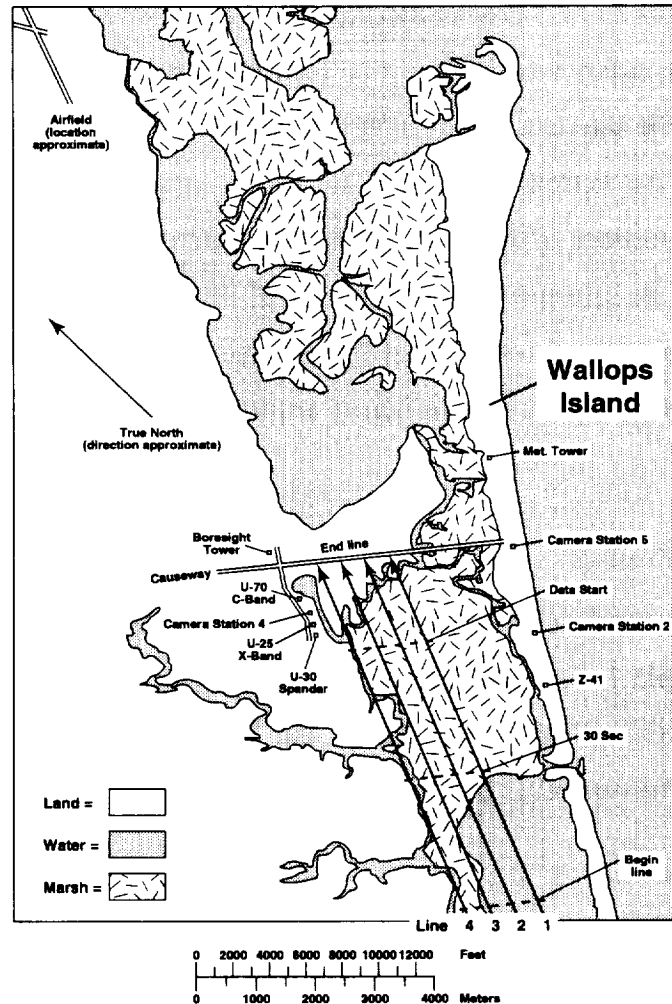 Airfield
(location
approximate)
True North
(direction approximate)
Wallops
Island
Met. Tower
Boresight
Tower
End line
Causeway
Camera Station 5
U-70
C-Band
Data Start
Camera Station 4
Camera Station 2
U-25
X-Band
U-30
Spandar
Z-41
30 Sec
Land =
Water =
Marsh =
Begin
line
Line 4 3 2 1
0 2000 4000 6000 8000 10000 12000 Feet
0 1000 2000 3000 4000 Meters